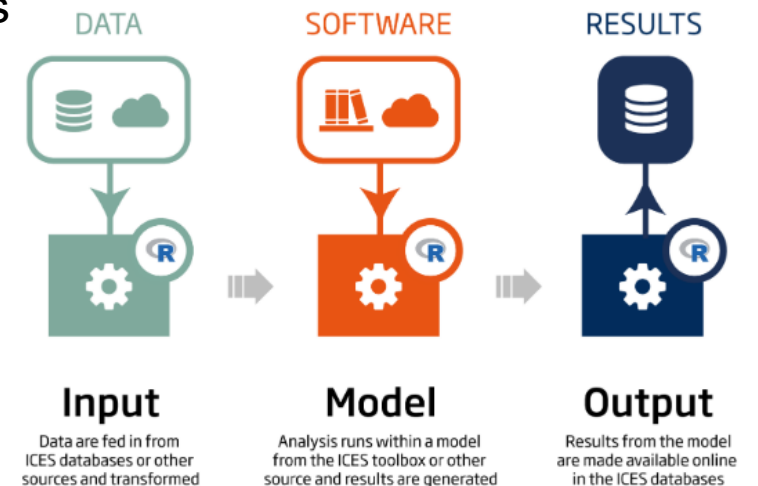 s
DATA
SOFTWARE
RESULTS
R
R
R
Input
Model
Output
Data are fed in from
ICES databases or other
sources and transformed
Analysis runs within a model
from the ICES toolbox or other
source and results are generated
Results from the model
are made available online
in the ICES databases